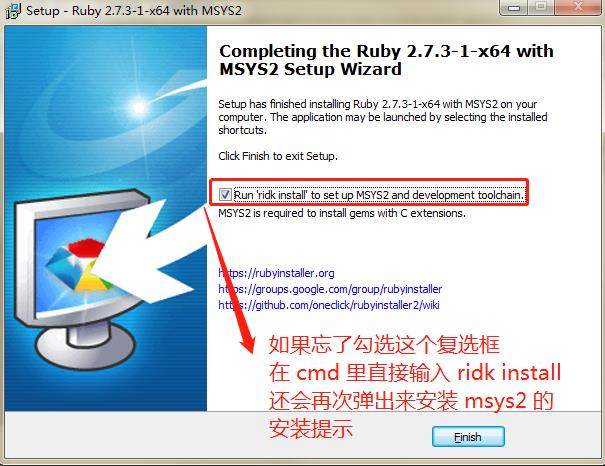 Setup - Ruby 2.7.3-1-x64 with MSYS2
Completing the Ruby 2.7.3-1-x64 with
MSYS2 Setup Wizard
Setup has finished installing Ruby 2.7.3-1-x64 with MSYS2 on your
computer. The application may be launched by selecting the installed
shortcuts.
Click Finish to exit Setup.
Run 'ridk install' to set up MSYS2 and development toolchain.
MSYS2 is required to install gems with C extensions.
https://rubyinstaller.org
https://groups.google.com/group/rubyinstaller
https://github.com/oneclick/rubyinstaller2/wiki
如果忘了勾选这个复选框
在 cmd 里直接输入 ridk install
还会再次弹出来安装 msys2 的
安装提示
Finish